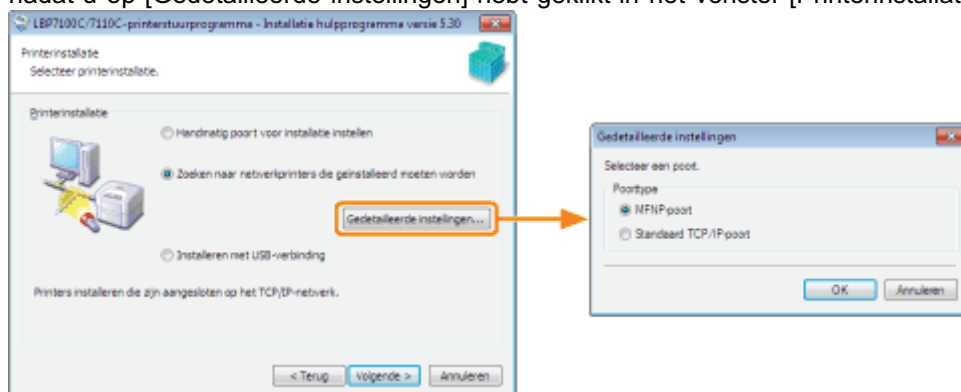 nadat u op [Gedetailleerde instellingen] hebt geklikt in het venster [Printerinstallat
LBP7100C/7110C-printerstuurprogramma - Installatie hulpprogramma versie 5.30
Printerinstallatie
Selecteer printerinstallatie.
Printerinstallatie
Handmatig poort voor installatie instellen
Zoeken naar netwerkprinters die geïnstalleerd moeten worden
Gedetailleerde instellingen...
Installeren met USB-verbinding
Printers installeren die zijn aangesloten op het TCP/IP-netwerk.
< Terug
Volgende >
Annuleren
Gedetailleerde instellingen
Selecteer een poort.
Poorttype
MFNP-poort
Standaard TCP/IP-poort
OK
Annuleren